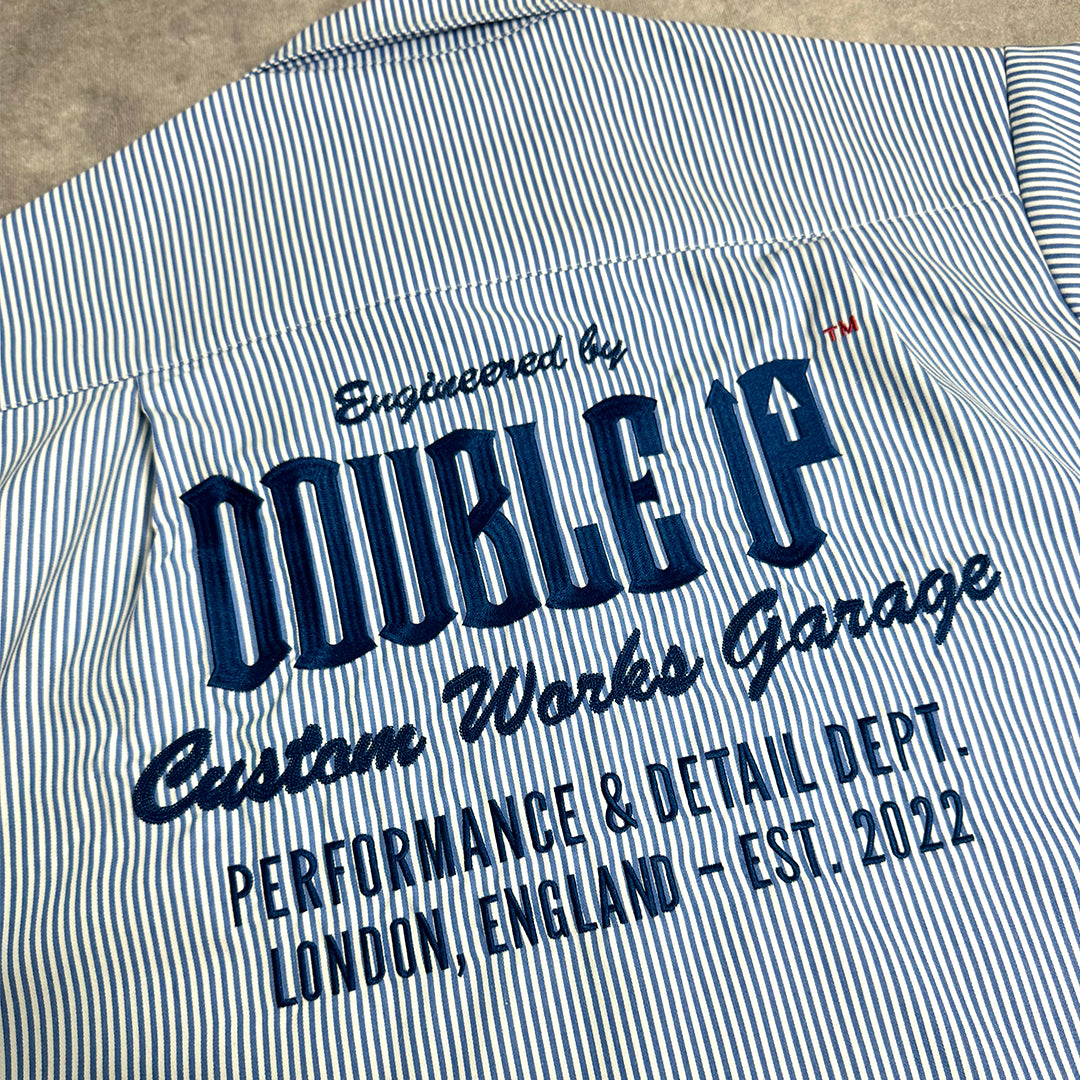 Engineered by
DOUBLE UP™
Custom Works Garage
PERFORMANCE & DETAIL DEPT.
LONDON, ENGLAND - EST. 2022